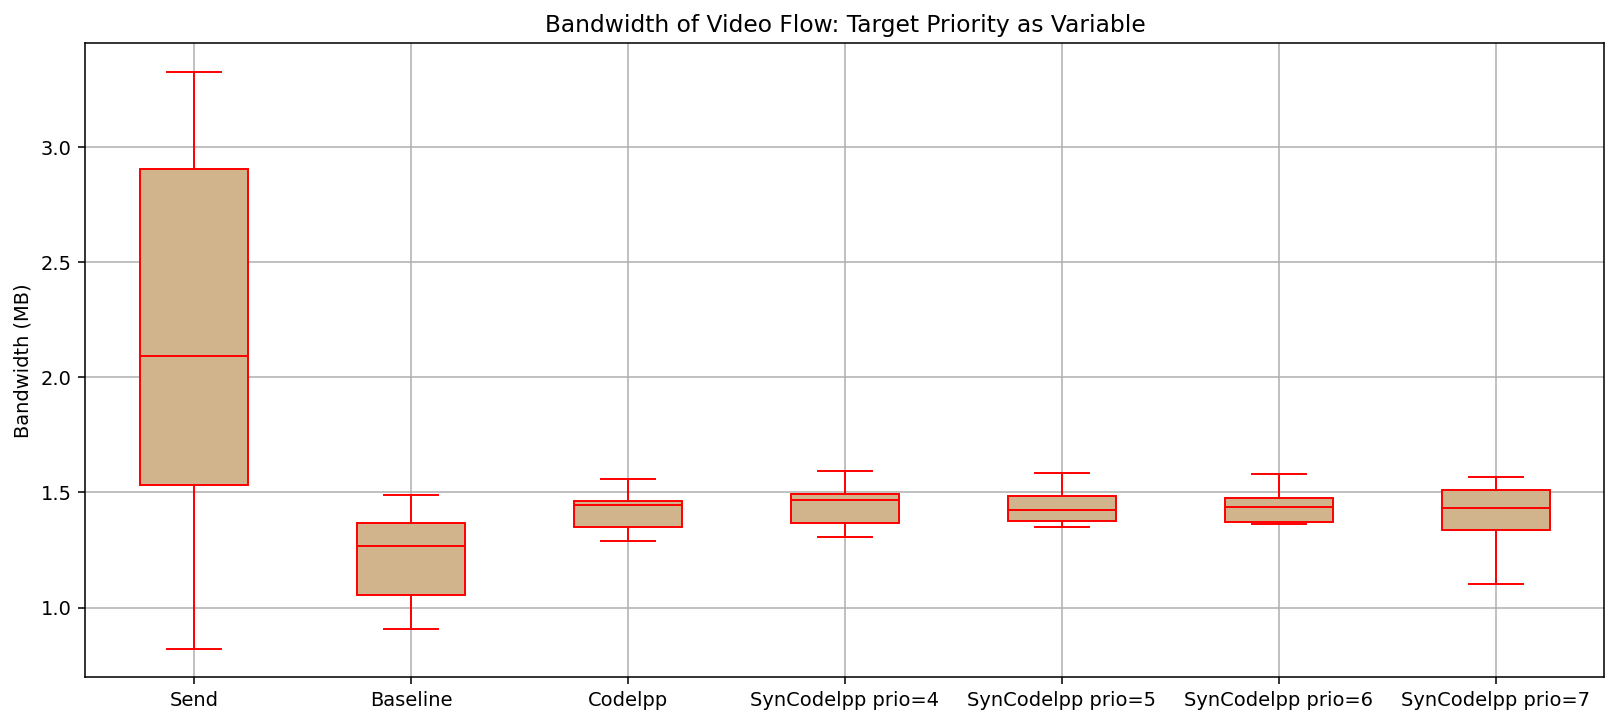 Bandwidth of Video Flow: Target Priority as Variable
Bandwidth (MB)
3.0
2.5
2.0
1.5
1.0
Send
Baseline
Codelpp
SynCodelpp prio=4
SynCodelpp prio=5
SynCodelpp prio=6
SynCodelpp prio=7